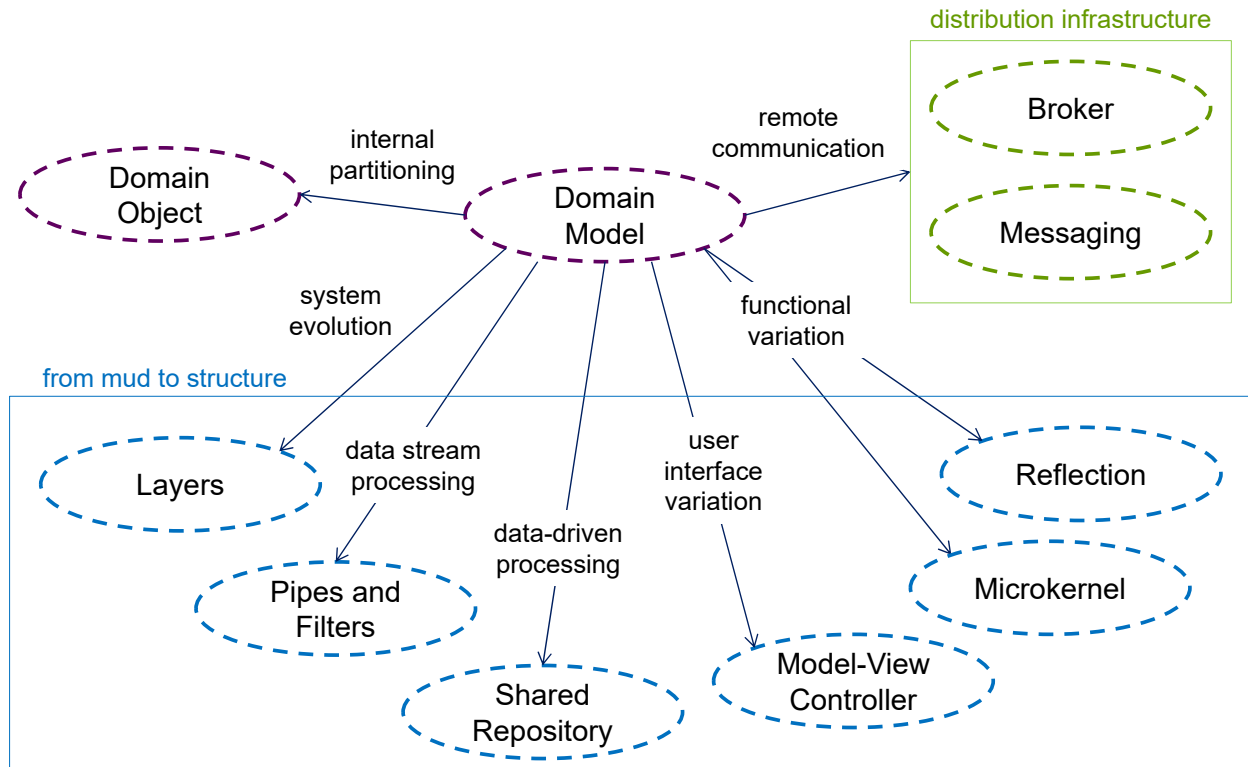 distribution infrastructure
Broker
Messaging
remote
communication
internal
partitioning
Domain
Object
Domain
Model
system
evolution
functional
variation
from mud to structure
Layers
data stream
processing
user
interface
variation
Reflection
data-driven
processing
Pipes and
Filters
Microkernel
Shared
Repository
Model-View
Controller